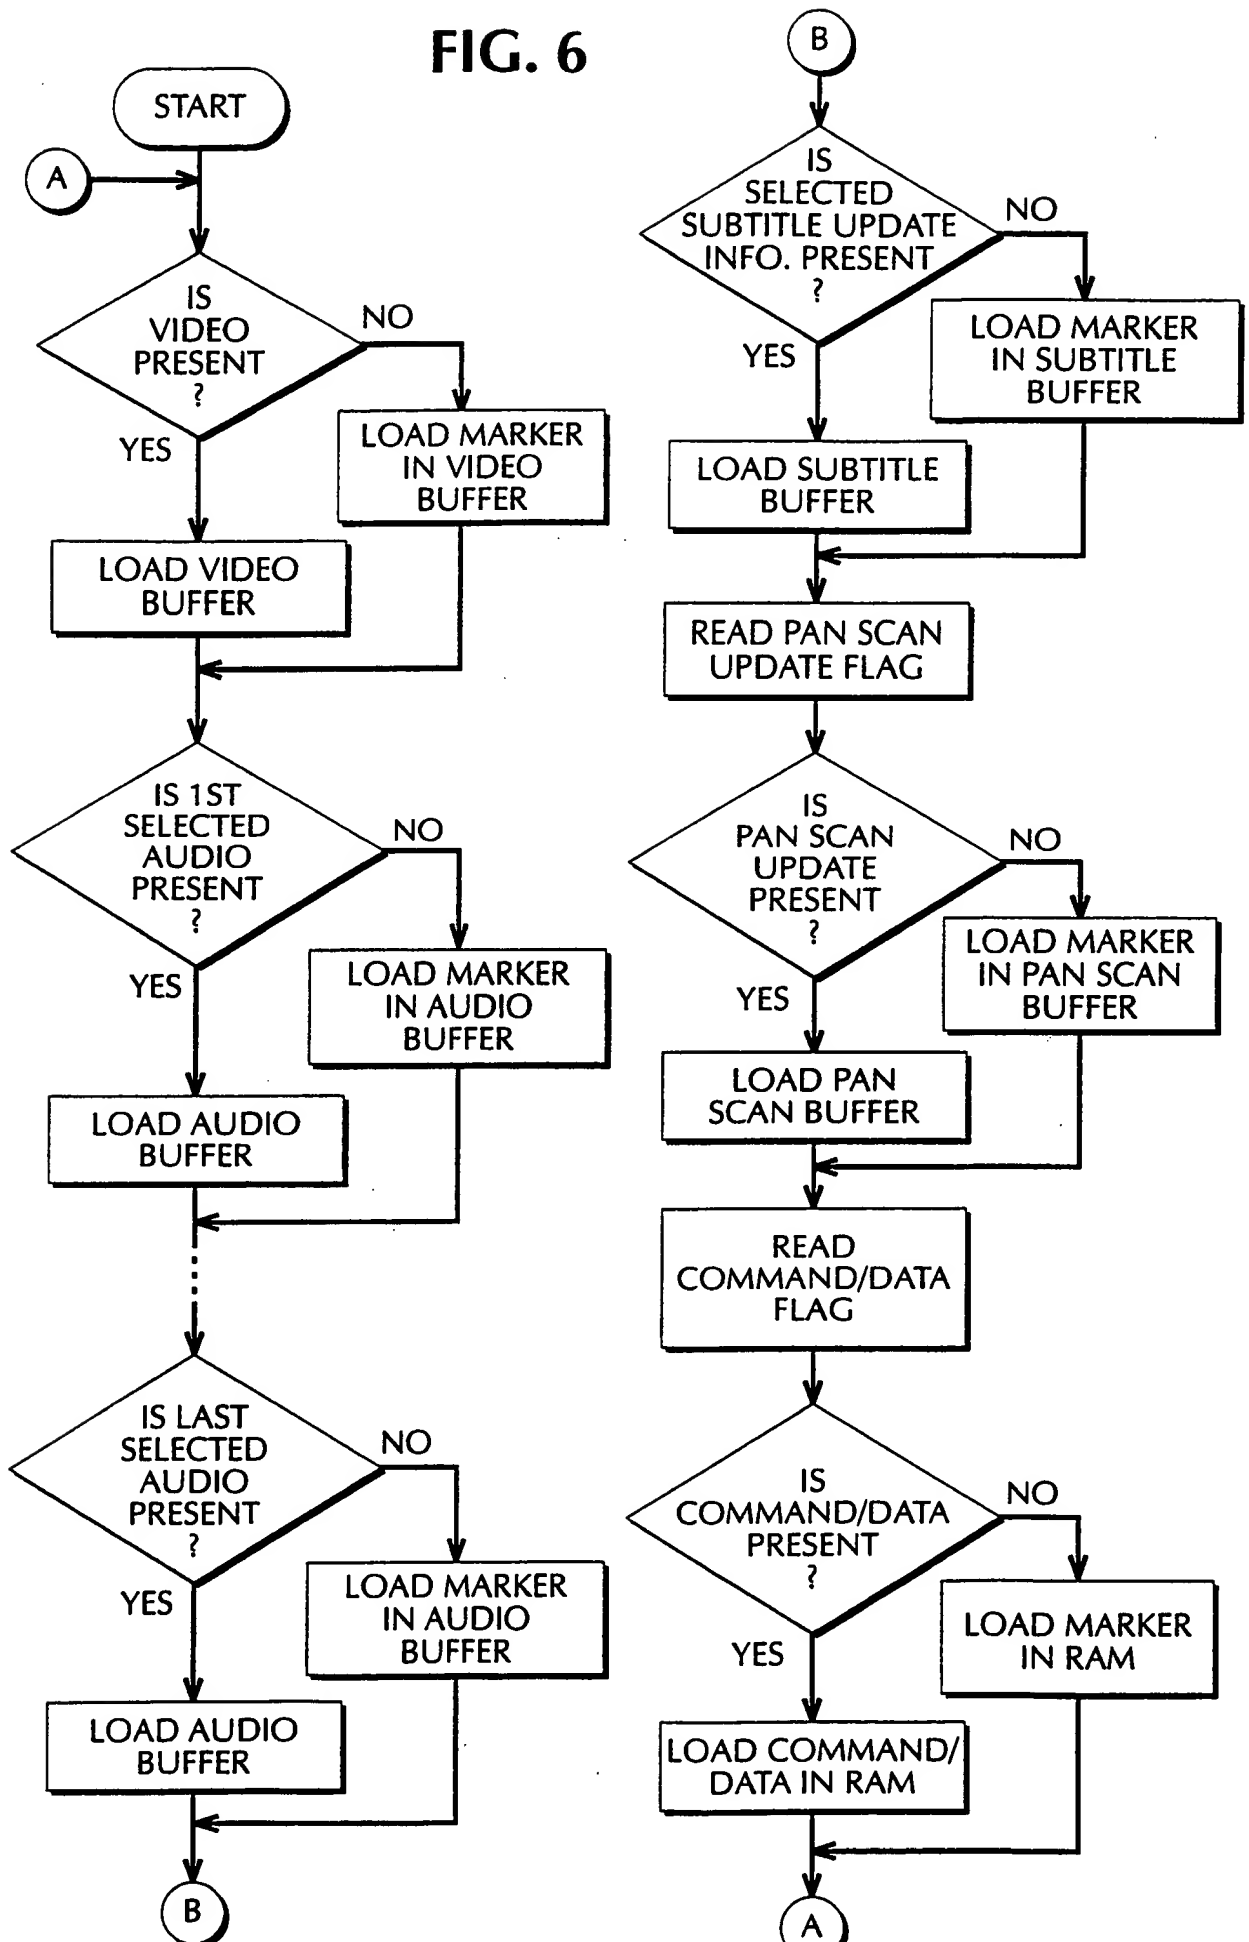 FIG. 6
START
A
IS
VIDEO
PRESENT
?
NO
YES
LOAD MARKER
IN VIDEO
BUFFER
LOAD VIDEO
BUFFER
IS 1ST
SELECTED
AUDIO
PRESENT
?
NO
YES
LOAD MARKER
IN AUDIO
BUFFER
LOAD AUDIO
BUFFER
IS LAST
SELECTED
AUDIO
PRESENT
?
NO
YES
LOAD MARKER
IN AUDIO
BUFFER
LOAD AUDIO
BUFFER
B
B
IS
SELECTED
SUBTITLE UPDATE
INFO. PRESENT
?
NO
YES
LOAD MARKER
IN SUBTITLE
BUFFER
LOAD SUBTITLE
BUFFER
READ PAN SCAN
UPDATE FLAG
IS
PAN SCAN
UPDATE
PRESENT
?
NO
YES
LOAD MARKER
IN PAN SCAN
BUFFER
LOAD PAN
SCAN BUFFER
READ
COMMAND/DATA
FLAG
IS
COMMAND/DATA
PRESENT
?
NO
YES
LOAD MARKER
IN RAM
LOAD COMMAND/
DATA IN RAM
A